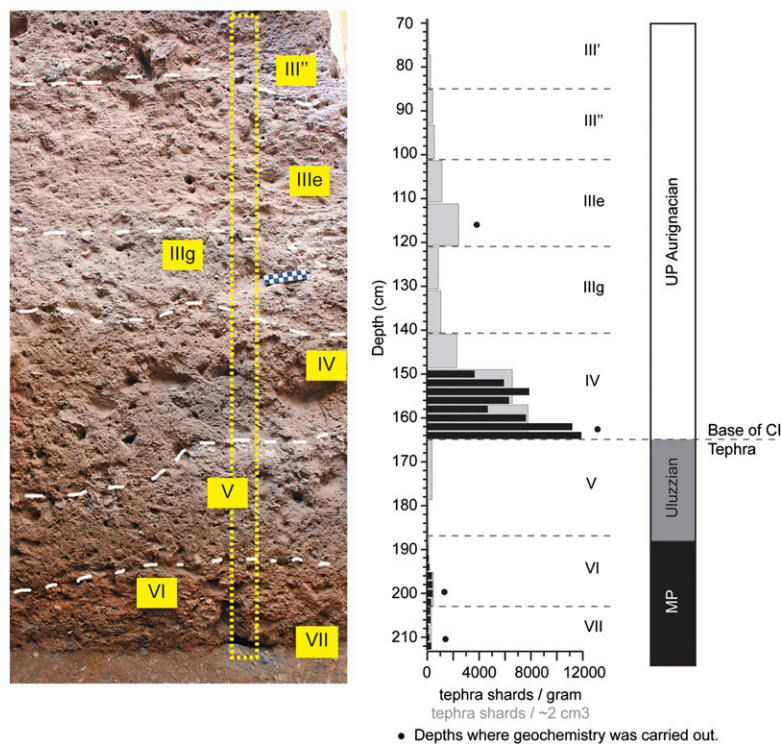 III”
IIIe
IIIg
IV
V
VI
VII
Depth (cm)
70
80
90
100
110
120
130
140
150
160
170
180
190
200
210
III’
III”
IIIe
IIIg
IV
V
VI
VII
UP Aurignacian
Uluzzian
MP
Base of CI
Tephra
0 4000 8000 12000
tephra shards / gram
tephra shards / ~2 cm3
• Depths where geochemistry was carried out.